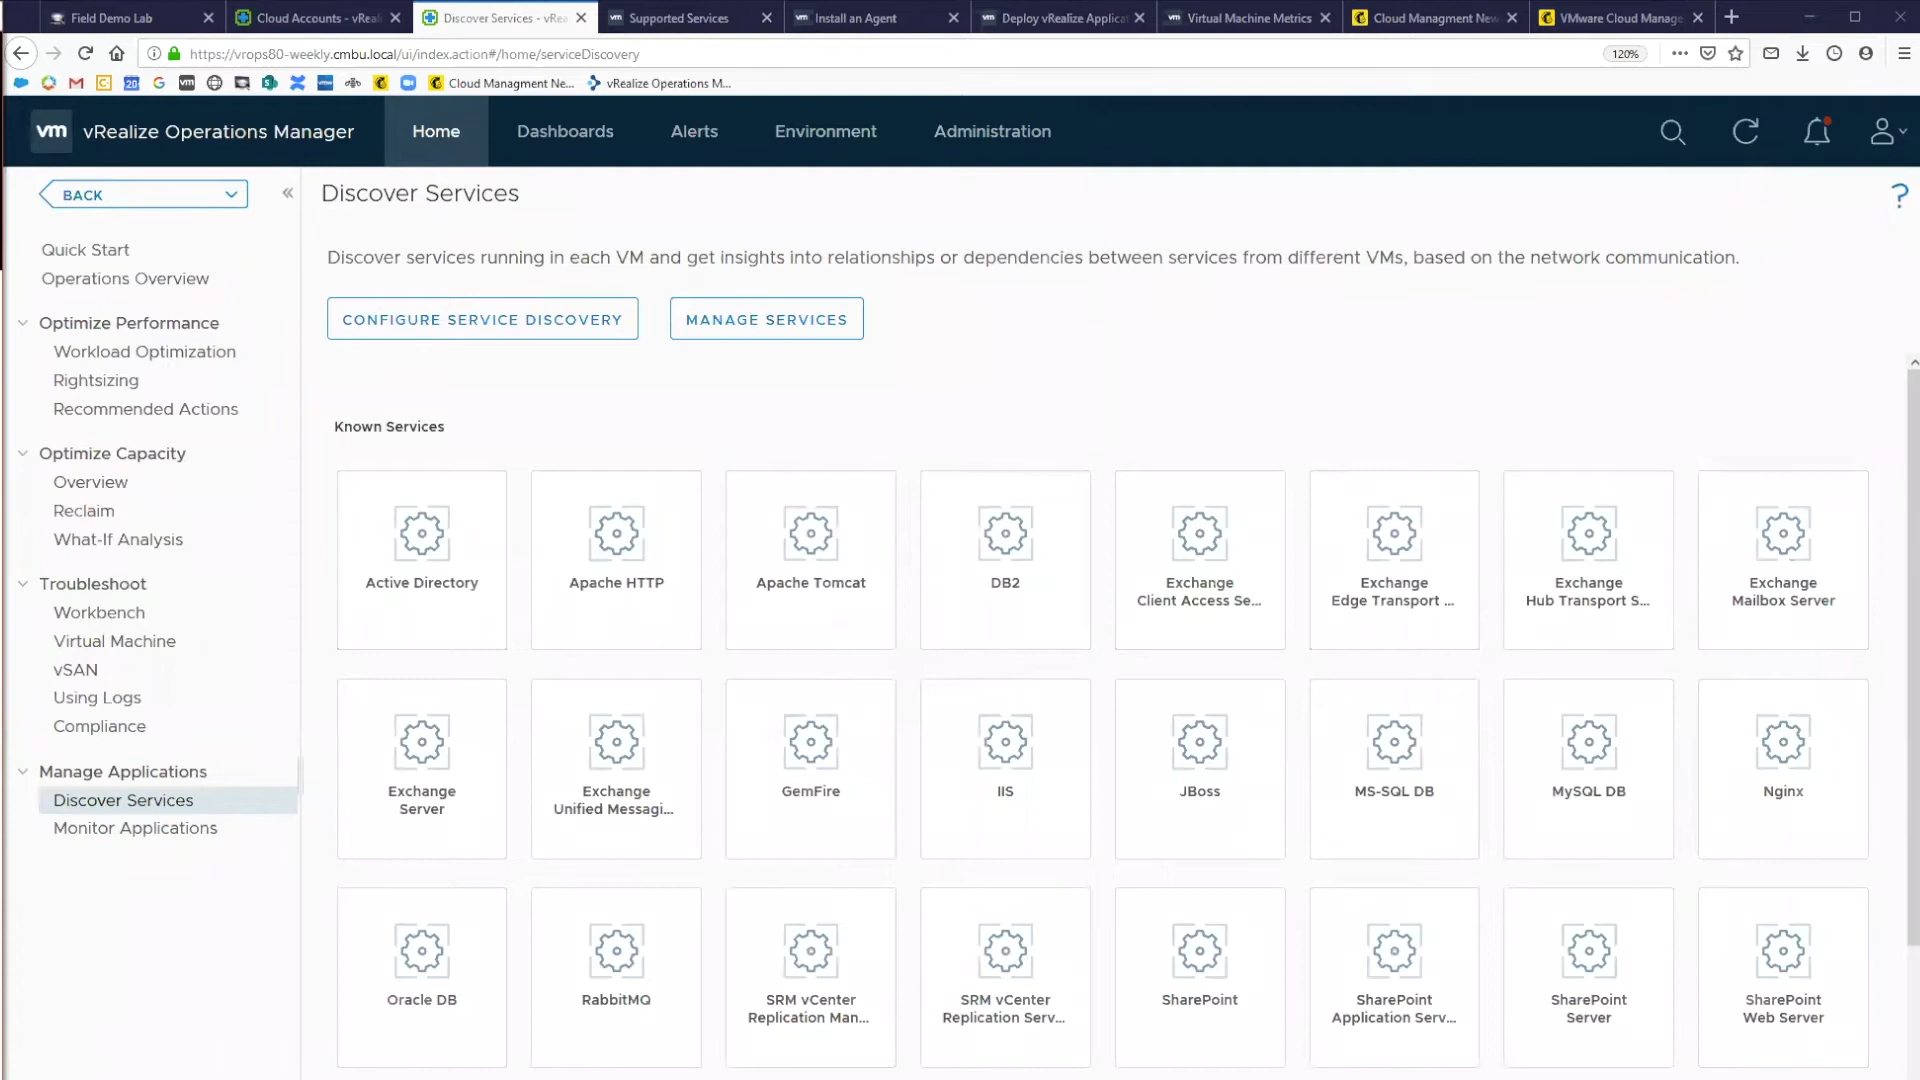 Field Demo Lab
Cloud Accounts - vReal
Discover Services - vRea
vm Supported Services
vm Install an Agent
vm Deploy vRealize Applicat
vm Virtual Machine Metrics
Cloud Managment New
VMware Cloud Manage
https://vrops80-weekly.cmbu.local/ui/index.action#/home/serviceDiscovery
120%
Cloud Managment Ne...
vRealize Operations M...
vm vRealize Operations Manager
Home
Dashboards
Alerts
Environment
Administration
BACK
Quick Start
Operations Overview
Optimize Performance
Workload Optimization
Rightsizing
Recommended Actions
Optimize Capacity
Overview
Reclaim
What-If Analysis
Troubleshoot
Workbench
Virtual Machine
vSAN
Using Logs
Compliance
Manage Applications
Discover Services
Monitor Applications
Discover Services
?
Discover services running in each VM and get insights into relationships or dependencies between services from different VMs, based on the network communication.
CONFIGURE SERVICE DISCOVERY
MANAGE SERVICES
Known Services
Active Directory
Apache HTTP
Apache Tomcat
DB2
Exchange
Client Access Se...
Exchange
Edge Transport ...
Exchange
Hub Transport S...
Exchange
Mailbox Server
Exchange
Server
Exchange
Unified Messagi...
GemFire
IIS
JBoss
MS-SQL DB
MySQL DB
Nginx
Oracle DB
RabbitMQ
SRM vCenter
Replication Man...
SRM vCenter
Replication Serv...
SharePoint
SharePoint
Application Serv...
SharePoint
Server
SharePoint
Web Server